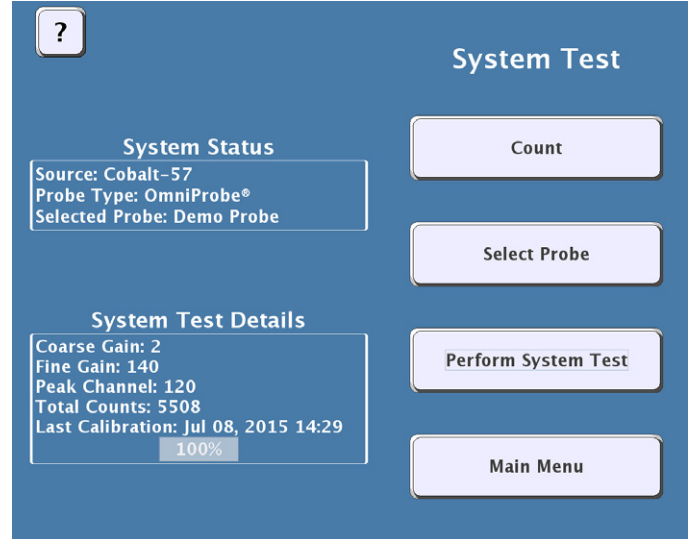 ?
System Test
System Status
Source: Cobalt-57
Probe Type: OmniProbe®
Selected Probe: Demo Probe
System Test Details
Coarse Gain: 2
Fine Gain: 140
Peak Channel: 120
Total Counts: 5508
Last Calibration: Jul 08, 2015 14:29
100%
Count
Select Probe
Perform System Test
Main Menu